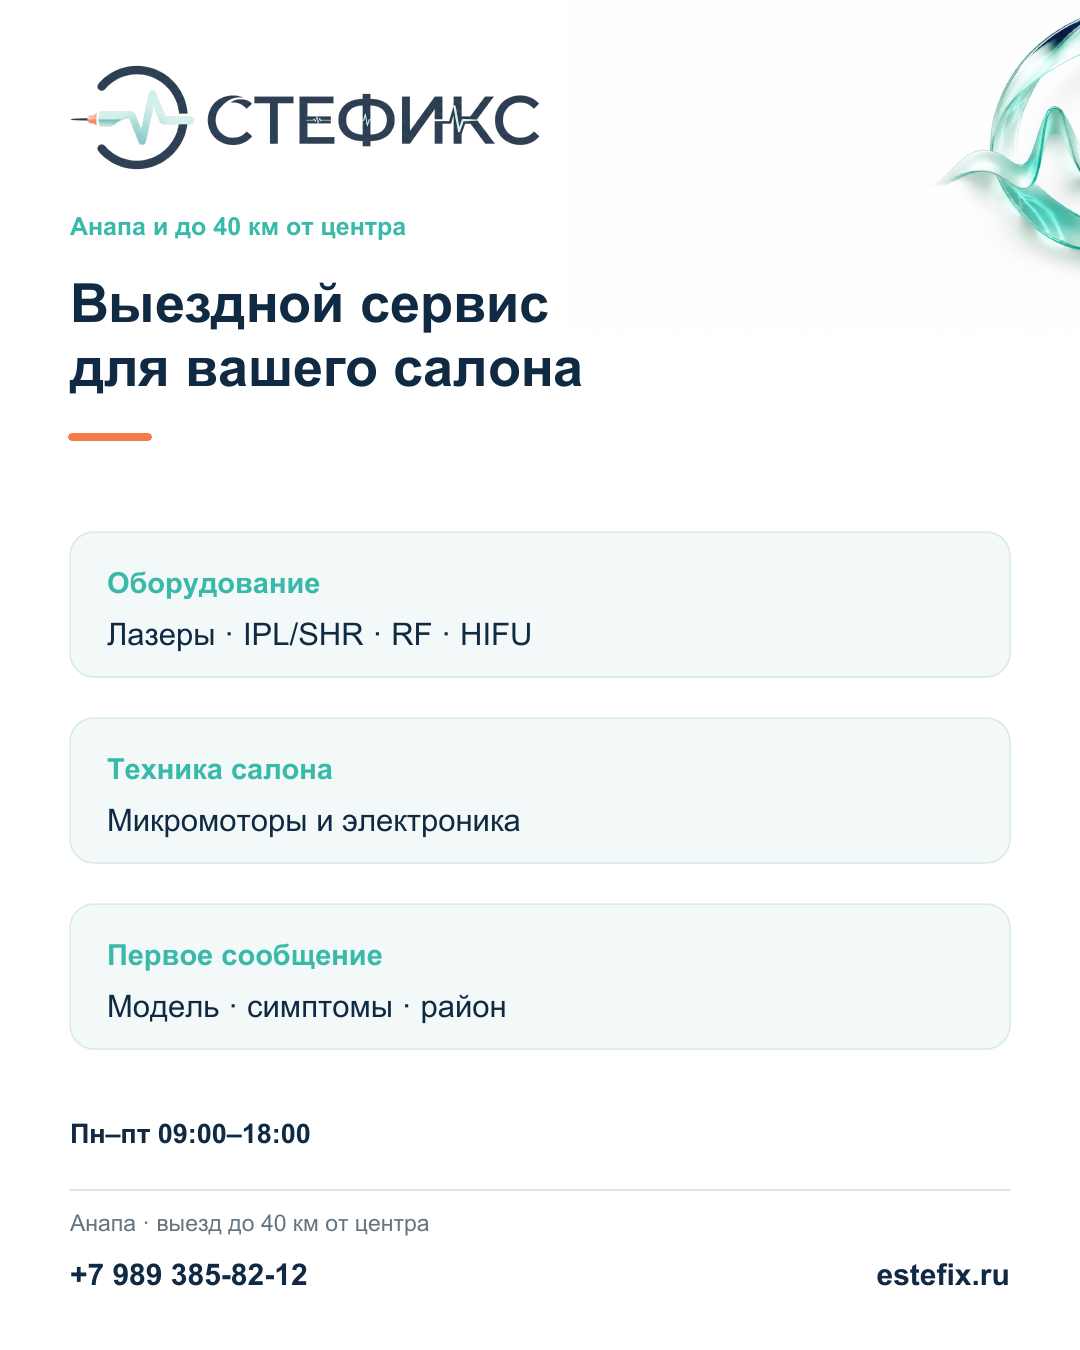 ЭСТЕФИКС
Анапа и до 40 км от центра
Выездной сервис
для вашего салона
Оборудование
Лазеры · IPL/SHR · RF · HIFU
Техника салона
Микромоторы и электроника
Первое сообщение
Модель · симптомы · район
Пн–пт 09:00–18:00
Анапа · выезд до 40 км от центра
+7 989 385-82-12
estefix.ru